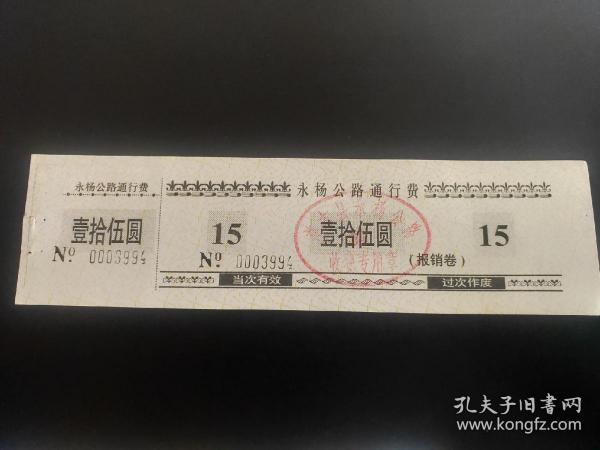 永杨公路通行费
壹拾伍圆
Nº 0003994
永杨公路通行费
15 壹拾伍圆 15
Nº 0003994 (报销卷)
当次有效 过次作废
孔夫子旧书网
www.kongfz.com